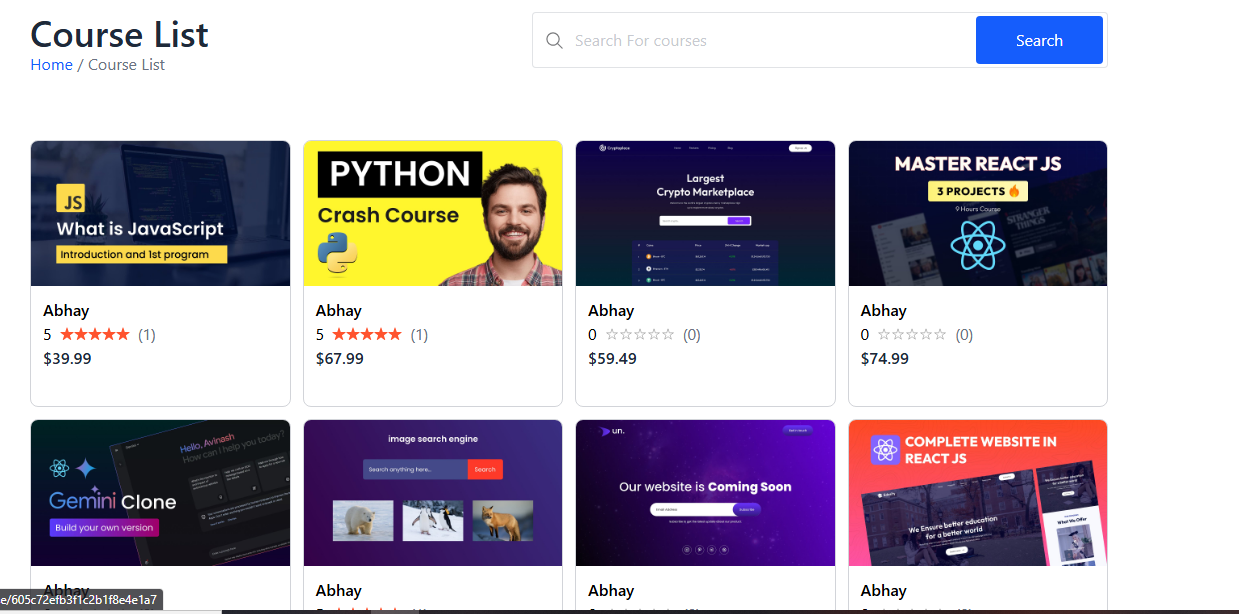 Course List
Search For courses
Search
Home / Course List
JS
What is JavaScript
Introduction and 1st program
PYTHON
Crash Course
Cryptoplace
Largest
Crypto Marketplace
MASTER REACT JS
3 PROJECTS
9 Hours Course
STRANGER
THINGS
Abhay
5 ★★★★★ (1)
$39.99
Abhay
5 ★★★★★ (1)
$67.99
Abhay
0 ☆☆☆☆☆ (0)
$59.49
Abhay
0 ☆☆☆☆☆ (0)
$74.99
Hello, Avinash
How can I help you today?
Gemini Clone
Build your own version
image search engine
Search anything here...
Search
un.
Our website is Coming Soon
COMPLETE WEBSITE IN
REACT JS
We Ensure better education
for a better world
What We Offer
Abhay
Abhay
Abhay
Abhay
e/605c72efb3f1c2b1f8e4e1a7